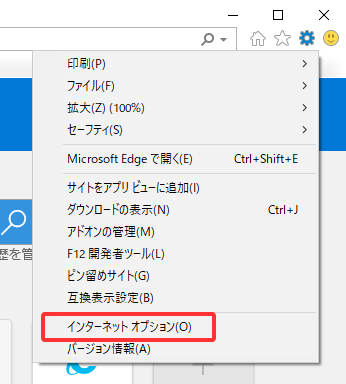 印刷(P)
ファイル(F)
拡大(Z) (100%)
セーフティ(S)
Microsoft Edge で開く(E) Ctrl+Shift+E
サイトをアプリ ビューに追加(I)
ダウンロードの表示(N) Ctrl+J
アドオンの管理(M)
F12 開発者ツール(L)
歴を管
ピン留めサイト(G)
互換表示設定(B)
インターネット オプション(O)
バージョン情報(A)